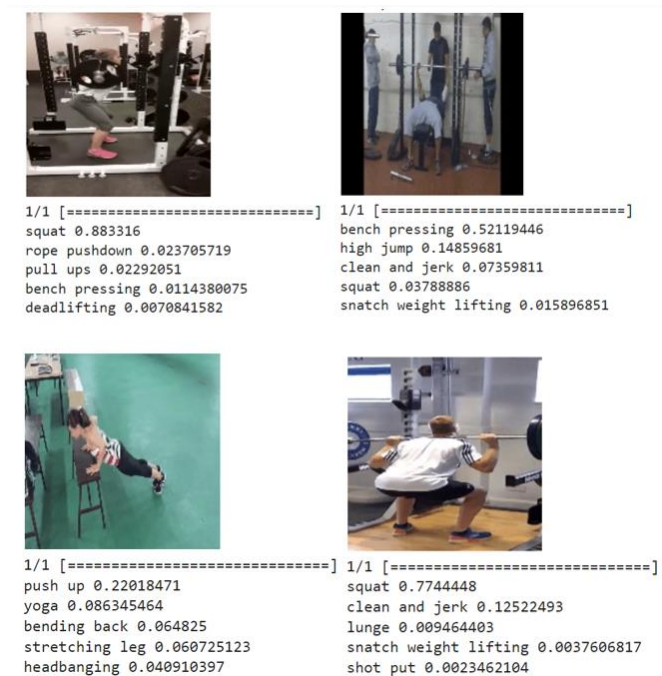 1/1 [==============================]
squat 0.883316
rope pushdown 0.023705719
pull ups 0.02292051
bench pressing 0.0114380075
deadlifting 0.0070841582
1/1 [==============================]
bench pressing 0.52119446
high jump 0.14859681
clean and jerk 0.07359811
squat 0.03788886
snatch weight lifting 0.015896851
1/1 [==============================]
push up 0.22018471
yoga 0.086345464
bending back 0.064825
stretching leg 0.060725123
headbanging 0.040910397
1/1 [==============================]
squat 0.7744448
clean and jerk 0.12522493
lunge 0.009464403
snatch weight lifting 0.0037606817
shot put 0.0023462104